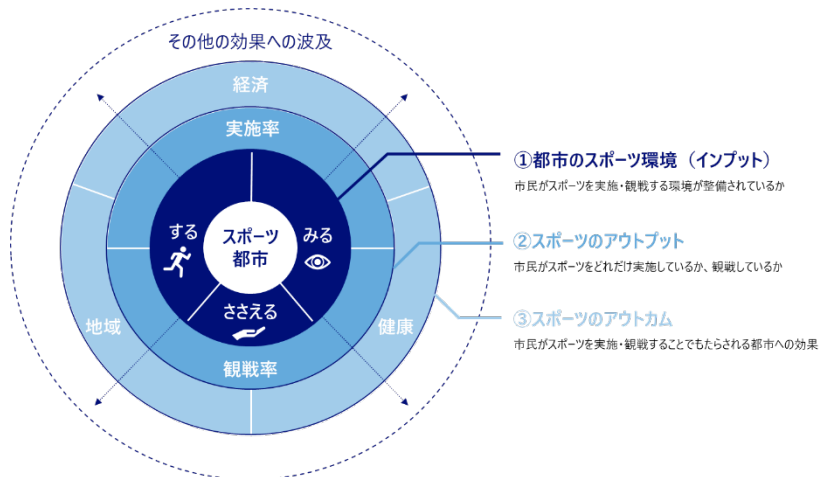 その他の効果への波及
経済
実施率
する
スポーツ
都市
みる
ささえる
地域
健康
観戦率
①都市のスポーツ環境（インプット）
市民がスポーツを実施・観戦する環境が整備されているか
②スポーツのアウトプット
市民がスポーツをどれだけ実施しているか、観戦しているか
③スポーツのアウトカム
市民がスポーツを実施・観戦することでもたらされる都市への効果